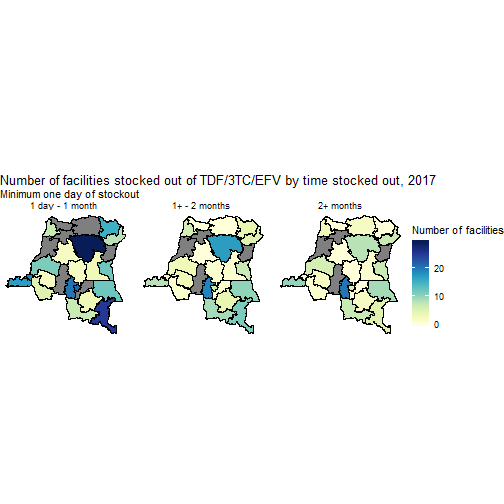 Number of facilities stocked out of TDF/3TC/EFV by time stocked out, 2017
Minimum one day of stockout
1 day - 1 month
1+ - 2 months
2+ months
Number of facilities
20
10
0